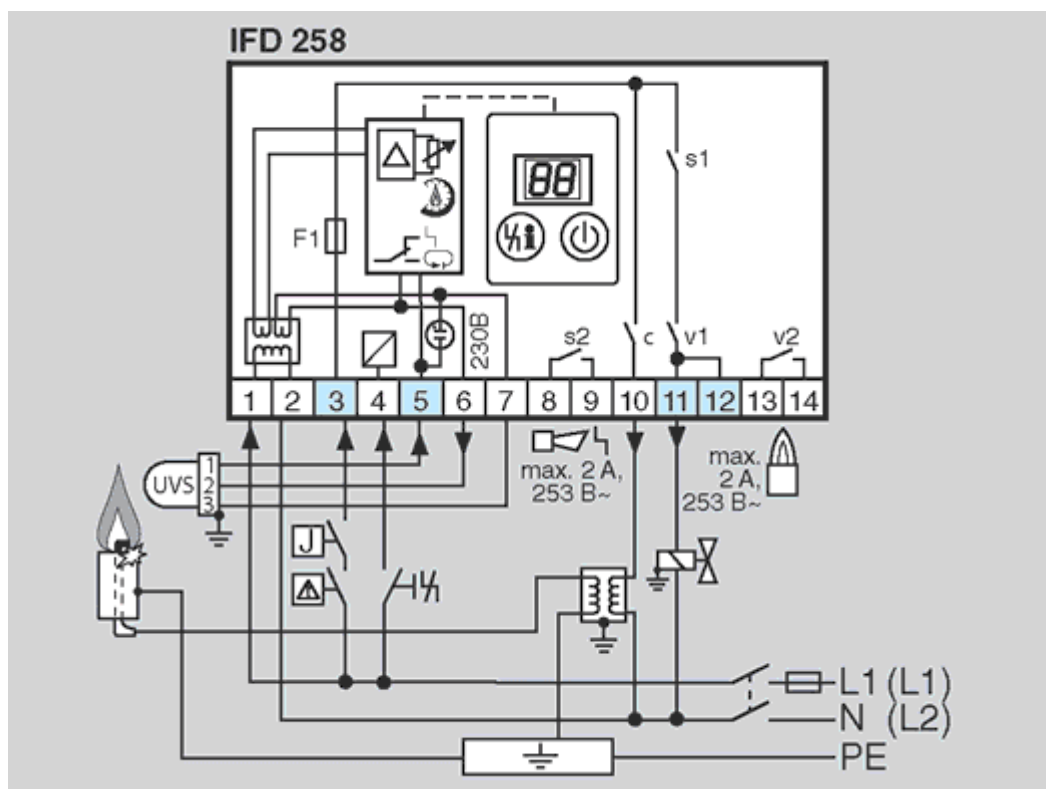 IFD 258
s1
88
F1
i
230В
s2
c
v1
v2
1 2 3 4 5 6 7 8 9 10 11 12 13 14
max. 2 A,
253 В~
max.
2 A,
253 В~
UVS
1
2
3
J
L1 (L1)
N (L2)
PE